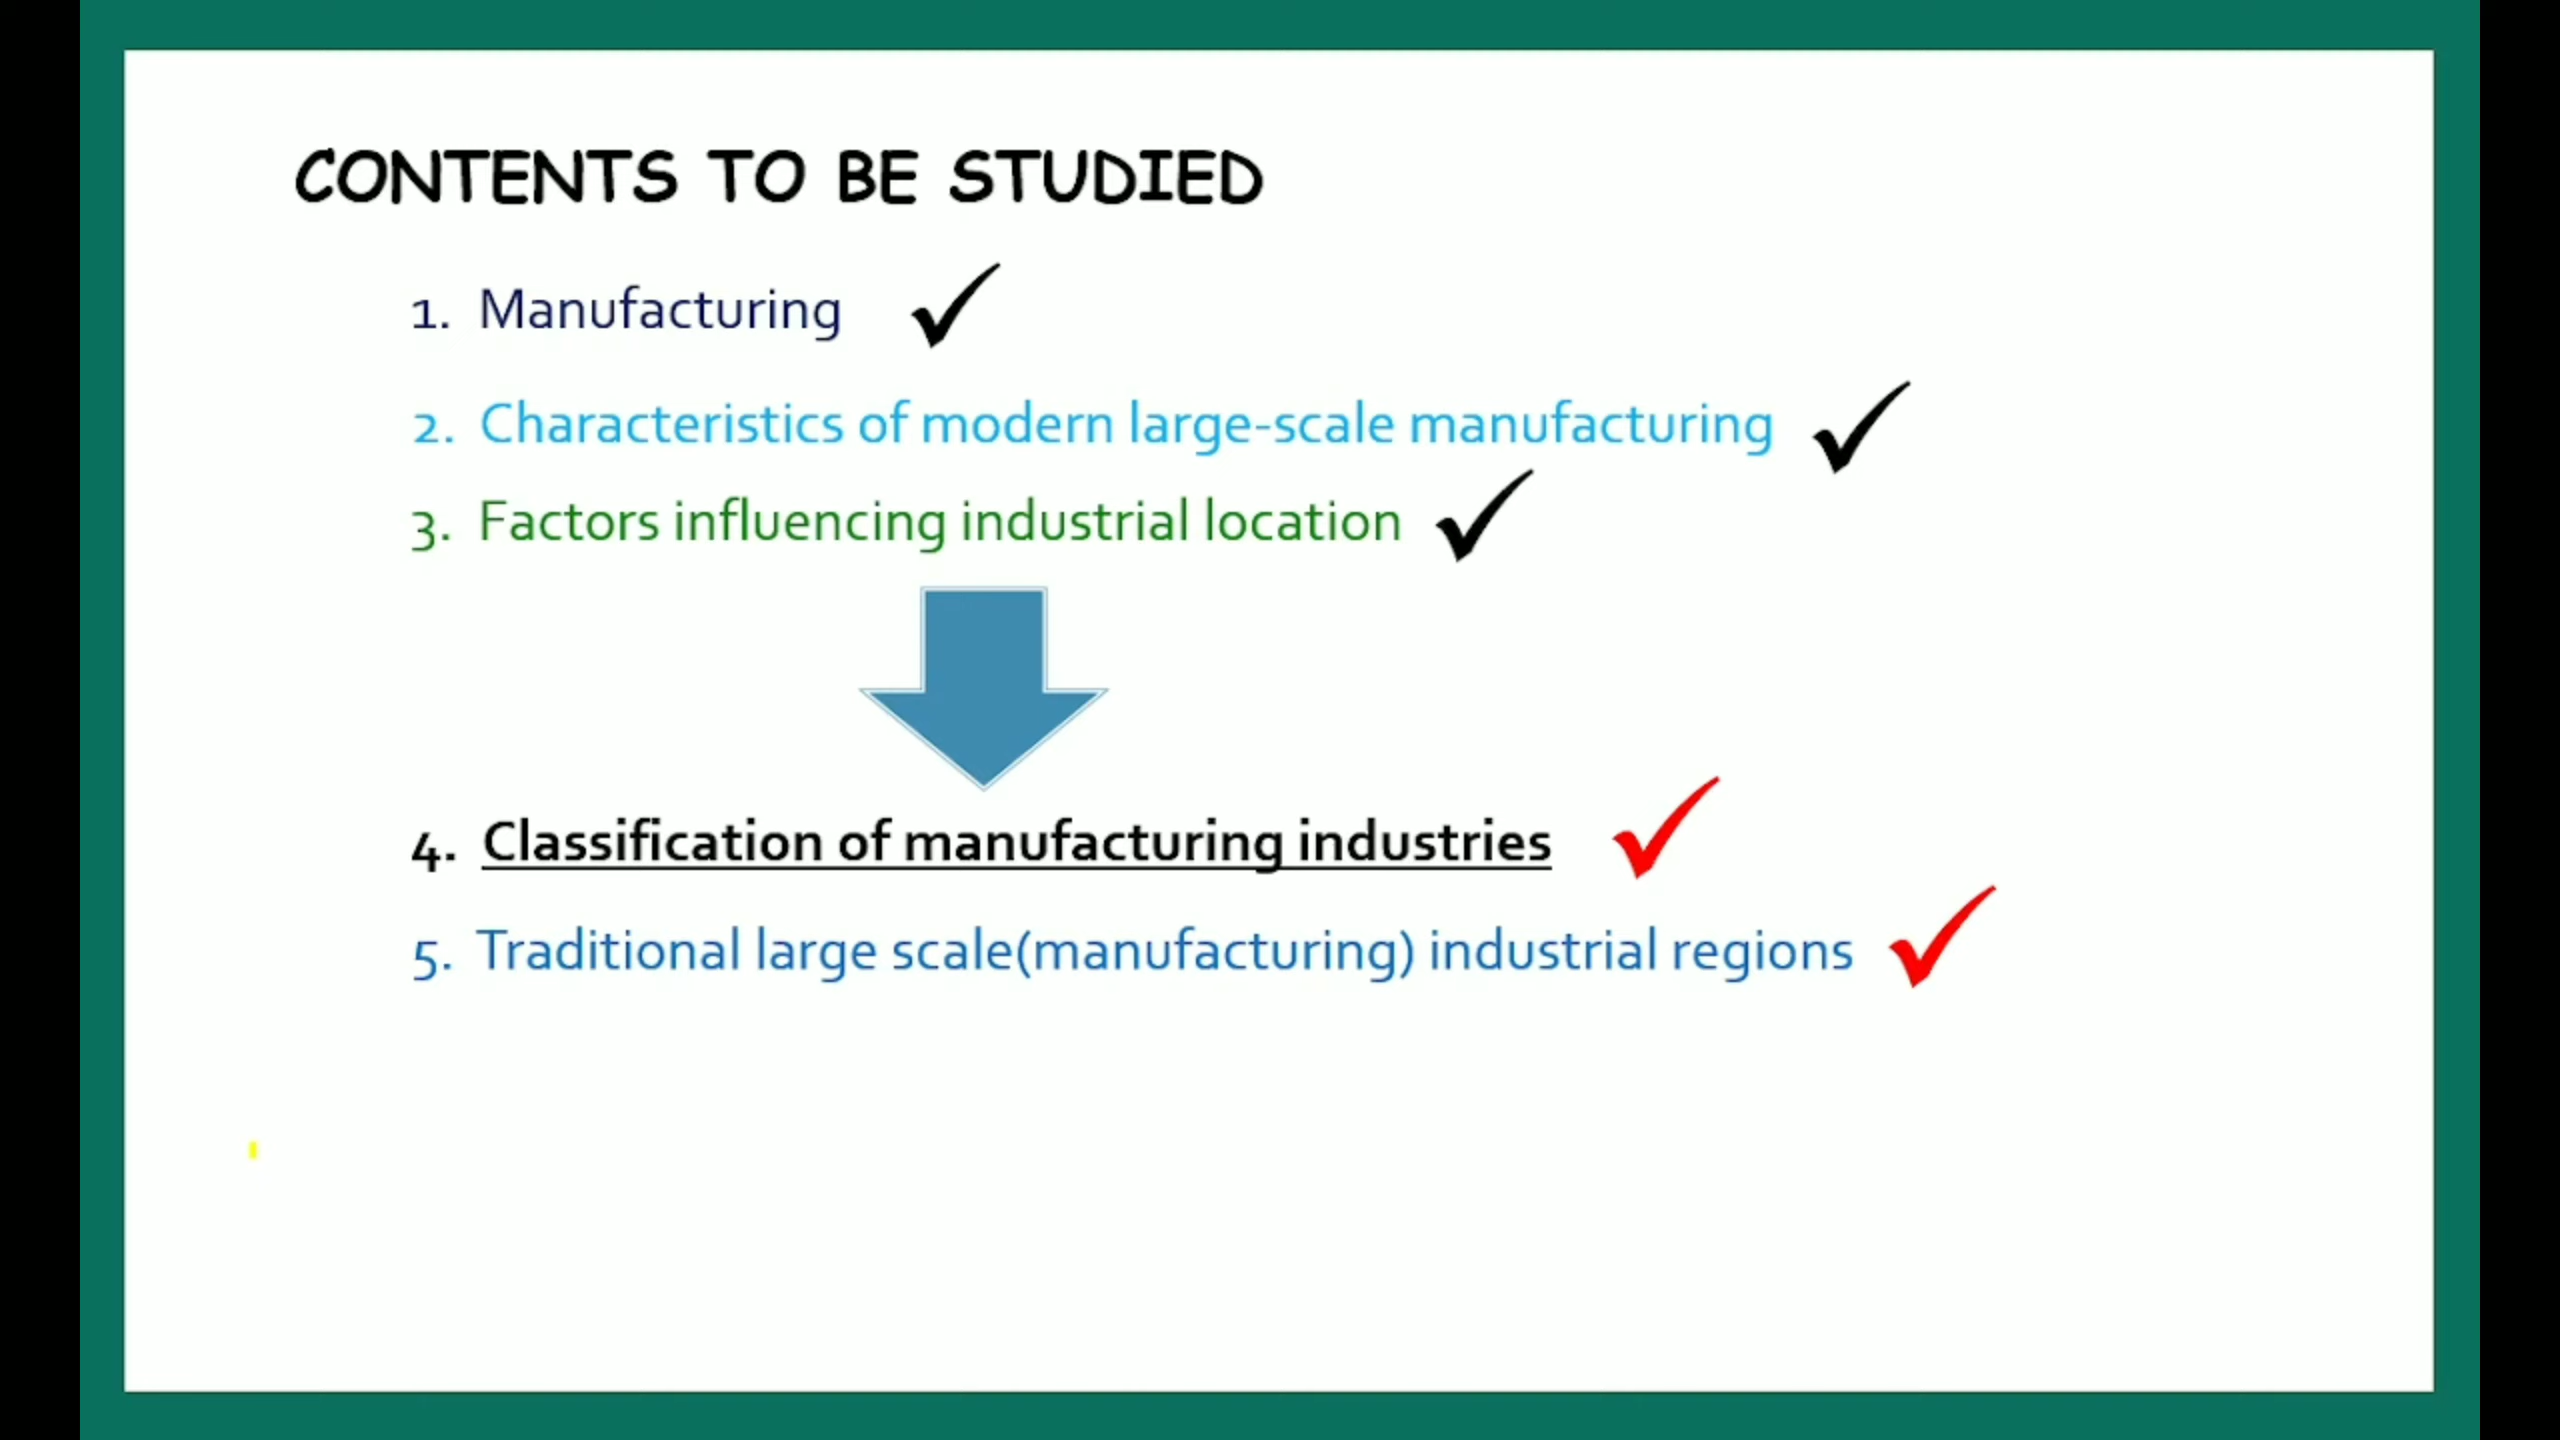 CONTENTS TO BE STUDIED
1. Manufacturing
2. Characteristics of modern large-scale manufacturing
3. Factors influencing industrial location
4. Classification of manufacturing industries
5. Traditional large scale(manufacturing) industrial regions